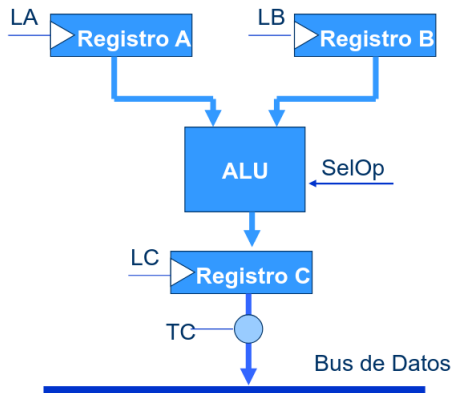 LA
LB
Registro A
Registro B
ALU
SelOp
LC
Registro C
TC
Bus de Datos